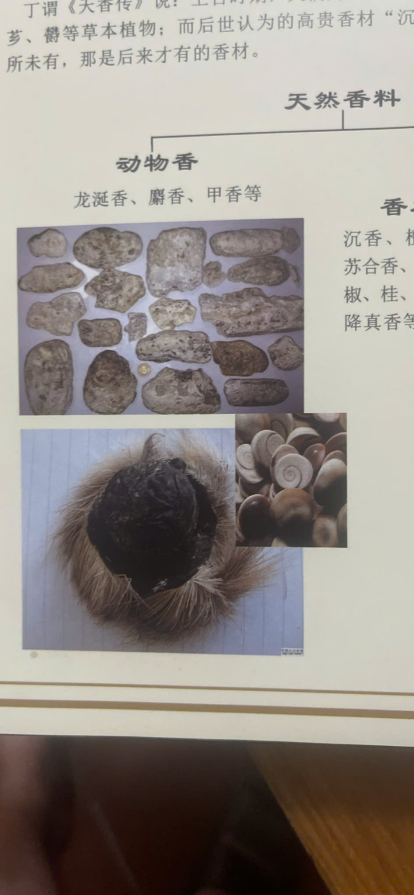 丁谓《天香传》说：上古时期，
芗、鬱等草本植物；而后世认为的高贵香材“沉
所未有，那是后来才有的香材。
天然香料
动物香
龙涎香、麝香、甲香等
香
沉香、
苏合香、
椒、桂、
降真香等